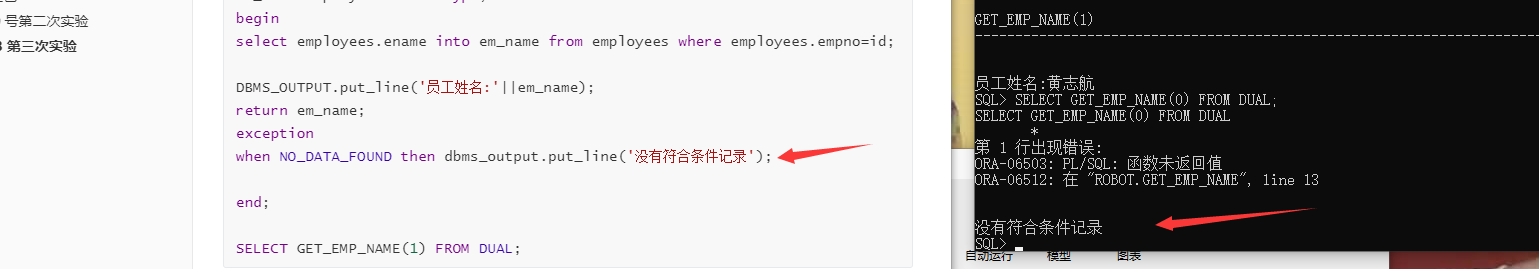 号第二次实验
第三次实验
begin
select employees.ename into em_name from employees where employees.empno=id;
DBMS_OUTPUT.put_line('员工姓名:'||em_name);
return em_name;
exception
when NO_DATA_FOUND then dbms_output.put_line('没有符合条件记录');
end;
SELECT GET_EMP_NAME(1) FROM DUAL;
GET_EMP_NAME(1)
--------------------------------------------------------------------------------
员工姓名:黄志航
SQL> SELECT GET_EMP_NAME(0) FROM DUAL;
SELECT GET_EMP_NAME(0) FROM DUAL
*
第 1 行出现错误:
ORA-06503: PL/SQL: 函数未返回值
ORA-06512: 在 "ROBOT.GET_EMP_NAME", line 13
没有符合条件记录
SQL>
自动运行 模型 图表